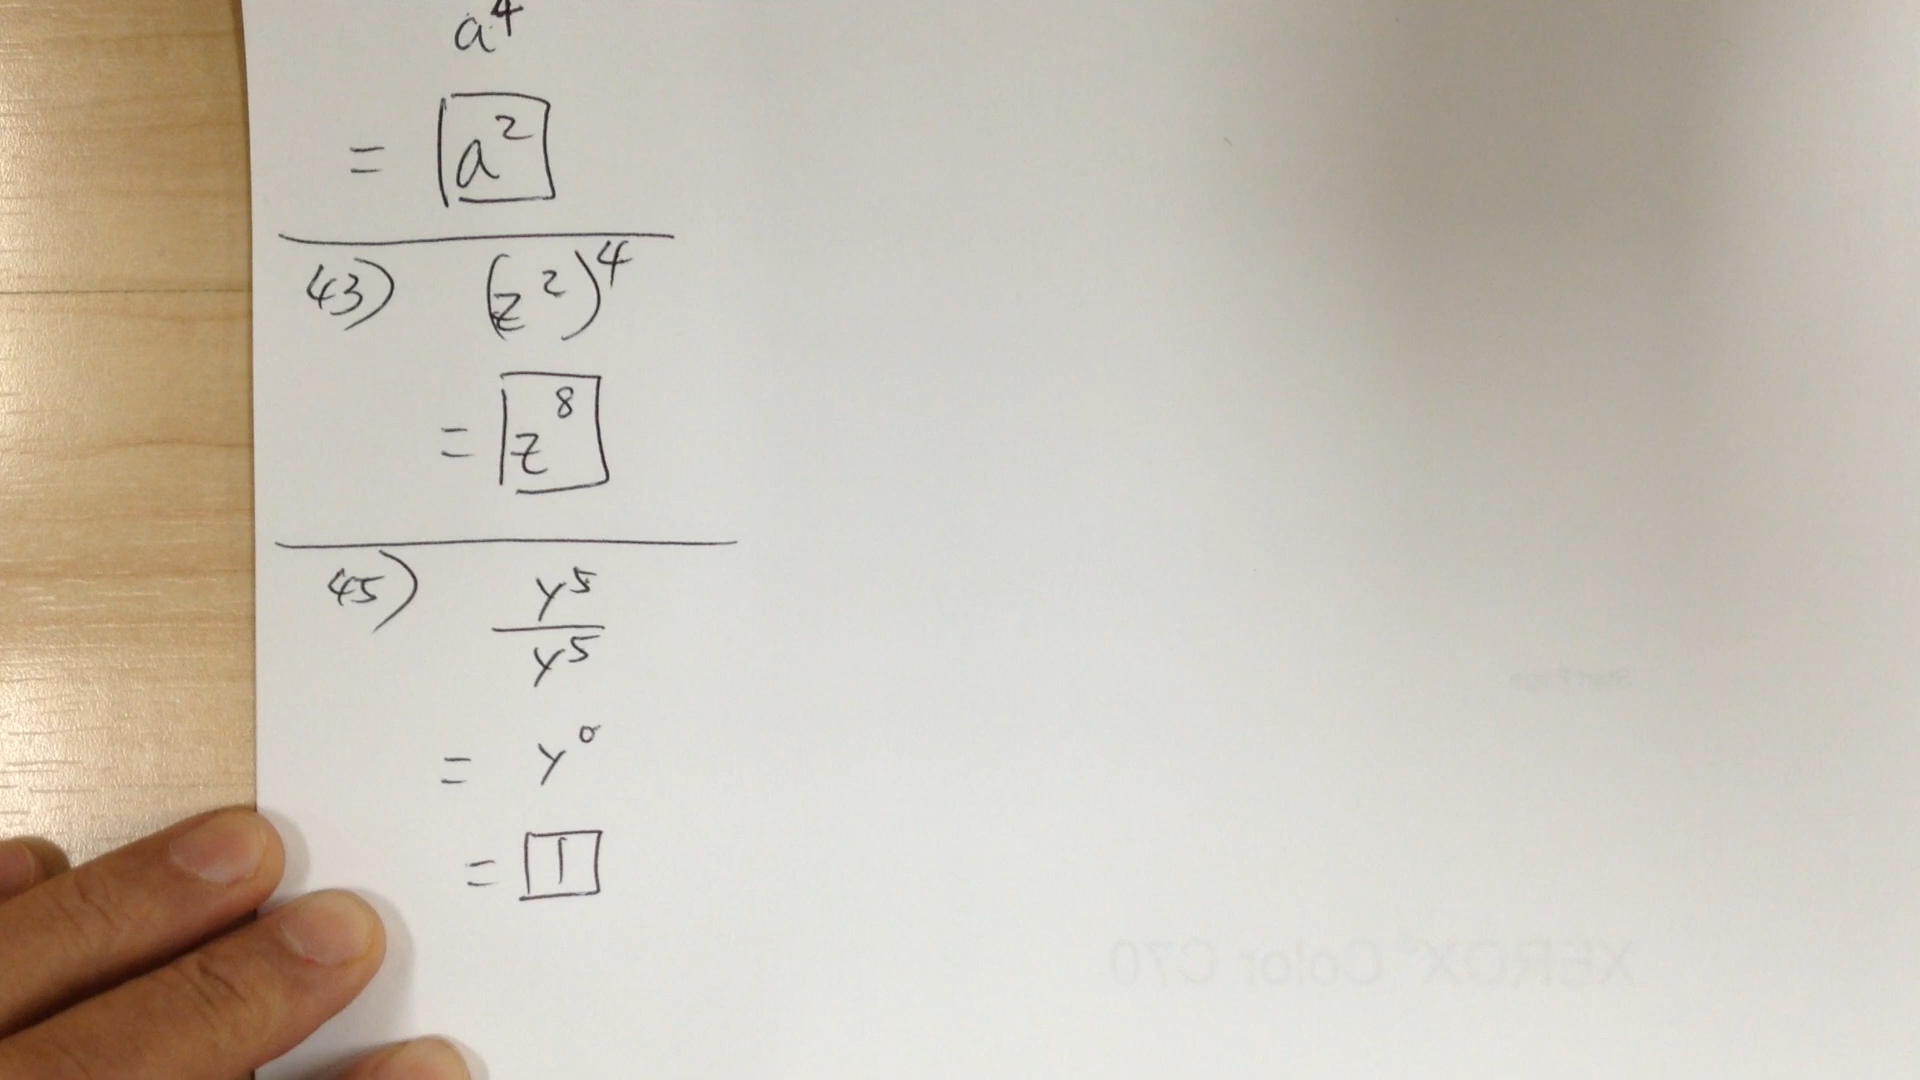 a⁴
= a²
43) (z²)⁴
= z⁸
45) y⁵
y⁵
= y⁰
= 1
XEROX Color C70